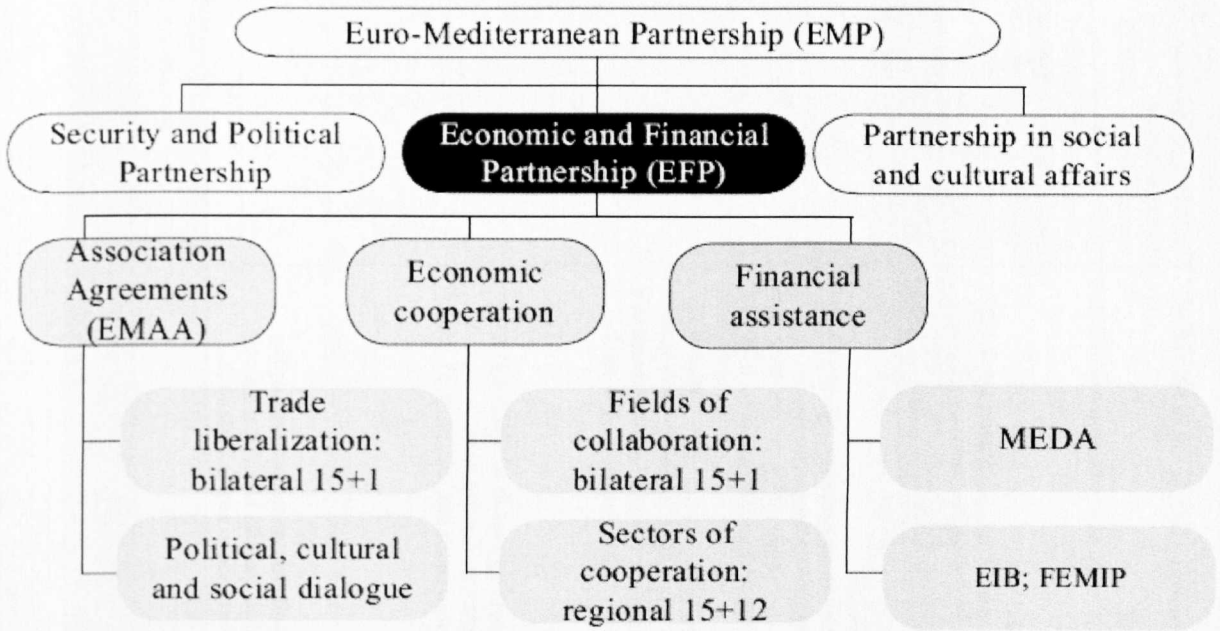 Euro-Mediterranean Partnership (EMP)
Security and Political
Partnership
Economic and Financial
Partnership (EFP)
Partnership in social
and cultural affairs
Association
Agreements
(EMAA)
Economic
cooperation
Financial
assistance
Trade
liberalization:
bilateral 15+1
Fields of
collaboration:
bilateral 15+1
MEDA
Political, cultural
and social dialogue
Sectors of
cooperation:
regional 15+12
EIB; FEMIP